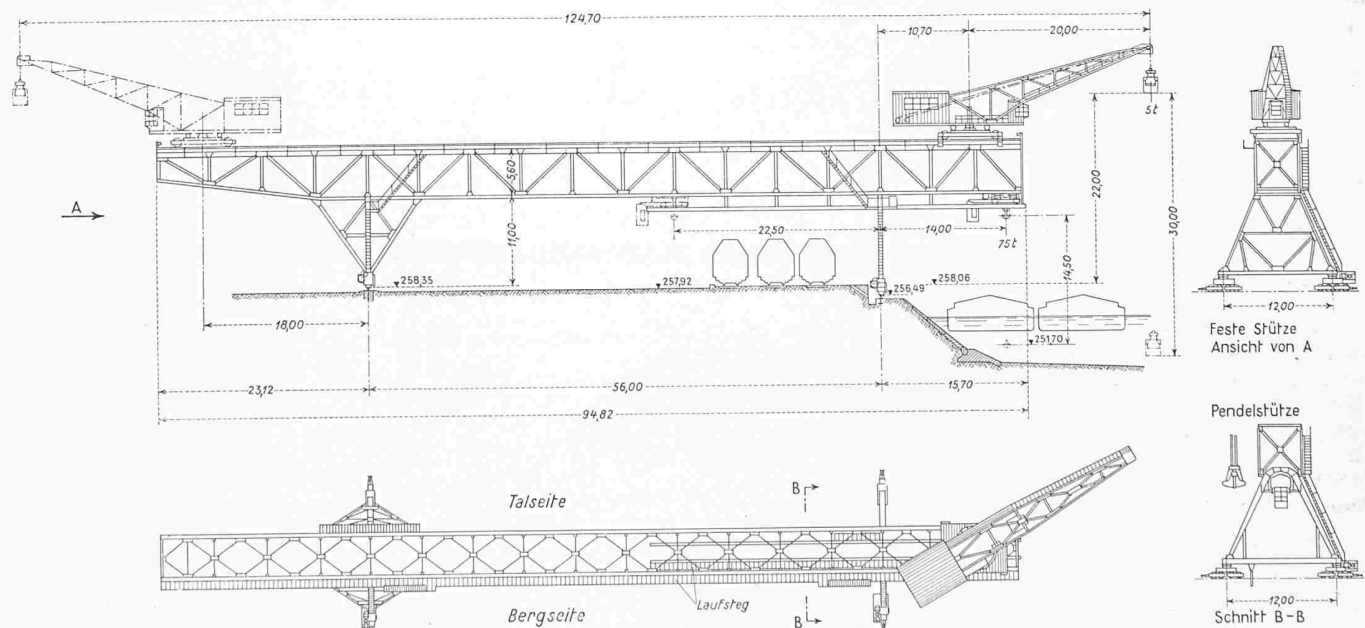 124,70
10,70
20,00
5t
A
5,60
11,00
22,00
30,00
22,50
14,00
75t
14,50
258,35
257,92
258,06
256,49
251,70
18,00
12,00
Feste Stütze
Ansicht von A
23,12
56,00
15,70
94,82
Pendelstütze
Talseite
B
Laufsteg
Bergseite
B
12,00
Schnitt B-B